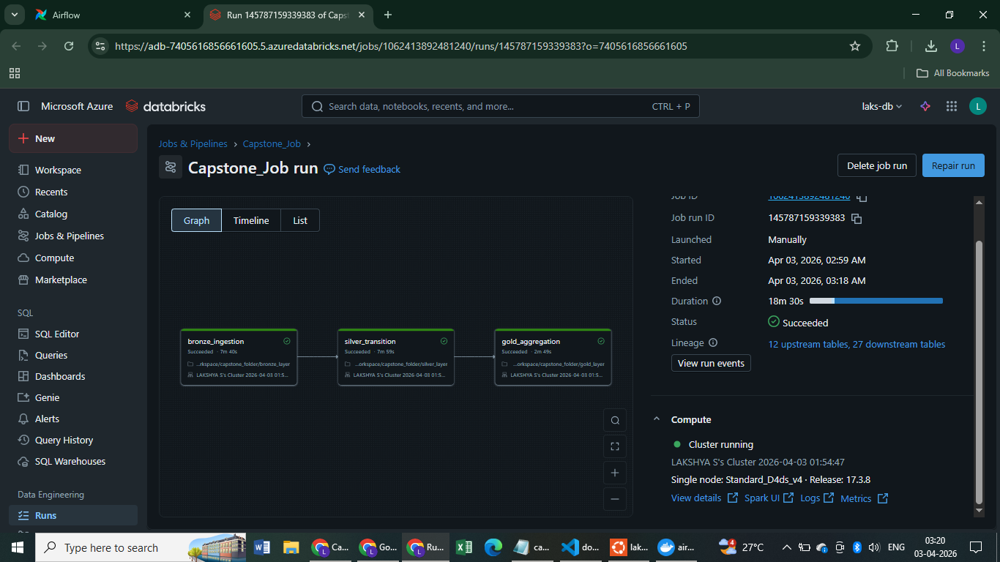 Airflow
Run 145787159339383 of Caps
https://adb-7405616856661605.5.azuredatabricks.net/jobs/1062413892481240/runs/145787159339383?o=7405616856661605
L
All Bookmarks
Microsoft Azure
databricks
Search data, notebooks, recents, and more...
CTRL + P
laks-db
L
New
Workspace
Recents
Catalog
Jobs & Pipelines
Compute
Marketplace
SQL
SQL Editor
Queries
Dashboards
Genie
Alerts
Query History
SQL Warehouses
Data Engineering
Runs
Jobs & Pipelines › Capstone_Job ›
Capstone_Job run
Send feedback
Delete job run
Repair run
Graph
Timeline
List
bronze_ingestion
Succeeded · 7m 40s
...orkspace/capstone_folder/bronze_layer
LAKSHYA S's Cluster 2026-04-03 01:5...
silver_transition
Succeeded · 7m 59s
...orkspace/capstone_folder/silver_layer
LAKSHYA S's Cluster 2026-04-03 01:5...
gold_aggregation
Succeeded · 2m 49s
...orkspace/capstone_folder/gold_layer
LAKSHYA S's Cluster 2026-04-03 01:5...
Job ID 1062413892481240
Job run ID 145787159339383
Launched Manually
Started Apr 03, 2026, 02:59 AM
Ended Apr 03, 2026, 03:18 AM
Duration 18m 30s
Status Succeeded
Lineage 12 upstream tables, 27 downstream tables
View run events
Compute
Cluster running
LAKSHYA S's Cluster 2026-04-03 01:54:47
Single node: Standard_D4ds_v4 · Release: 17.3.8
View details Spark UI Logs Metrics
Type here to search
Ca...
Go...
Ru...
ca...
do...
lak...
air...
4
27°C
ENG
03:20
03-04-2026